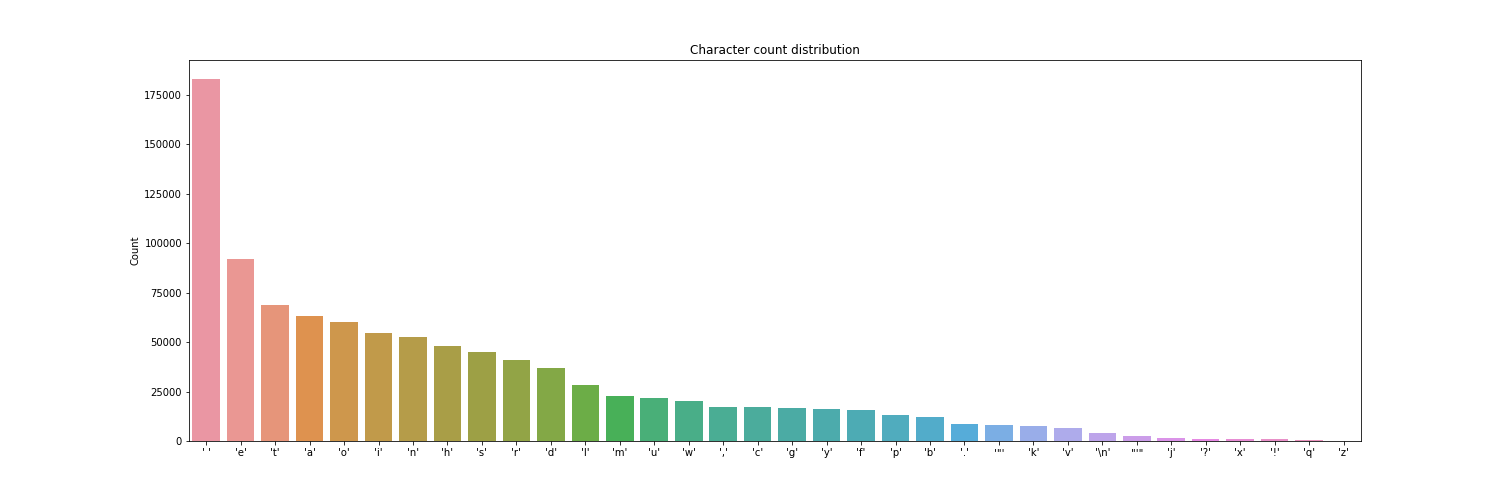 Character count distribution
Count
175000
150000
125000
100000
75000
50000
25000
0
' ' 'e' 't' 'a' 'o' 'i' 'n' 'h' 's' 'r' 'd' 'l' 'm' 'u' 'w' ',' 'c' 'g' 'y' 'f' 'p' 'b' '.' '"' 'k' 'v' '\n' "'" 'j' '?' 'x' '!' 'q' 'z'